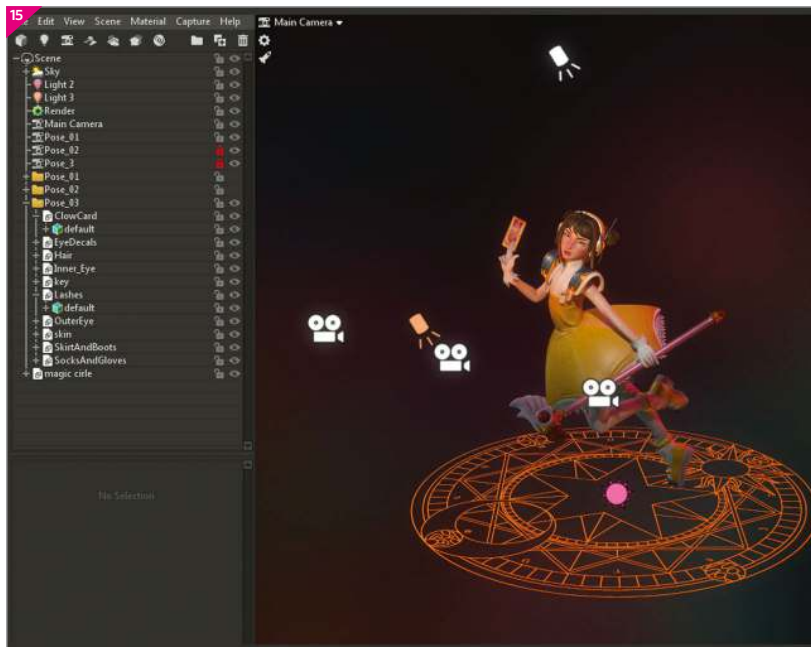 15
Edit View Scene Material Capture Help
Main Camera
Scene
Sky
Light 2
Light 3
Render
Main Camera
Pose_01
Pose_02
Pose_3
Pose_01
Pose_02
Pose_03
ClowCard
default
EyeDecals
Hair
Inner_Eye
key
Lashes
default
OuterEye
skin
SkirtAndBoots
SocksAndGloves
magic cirle
No Selection